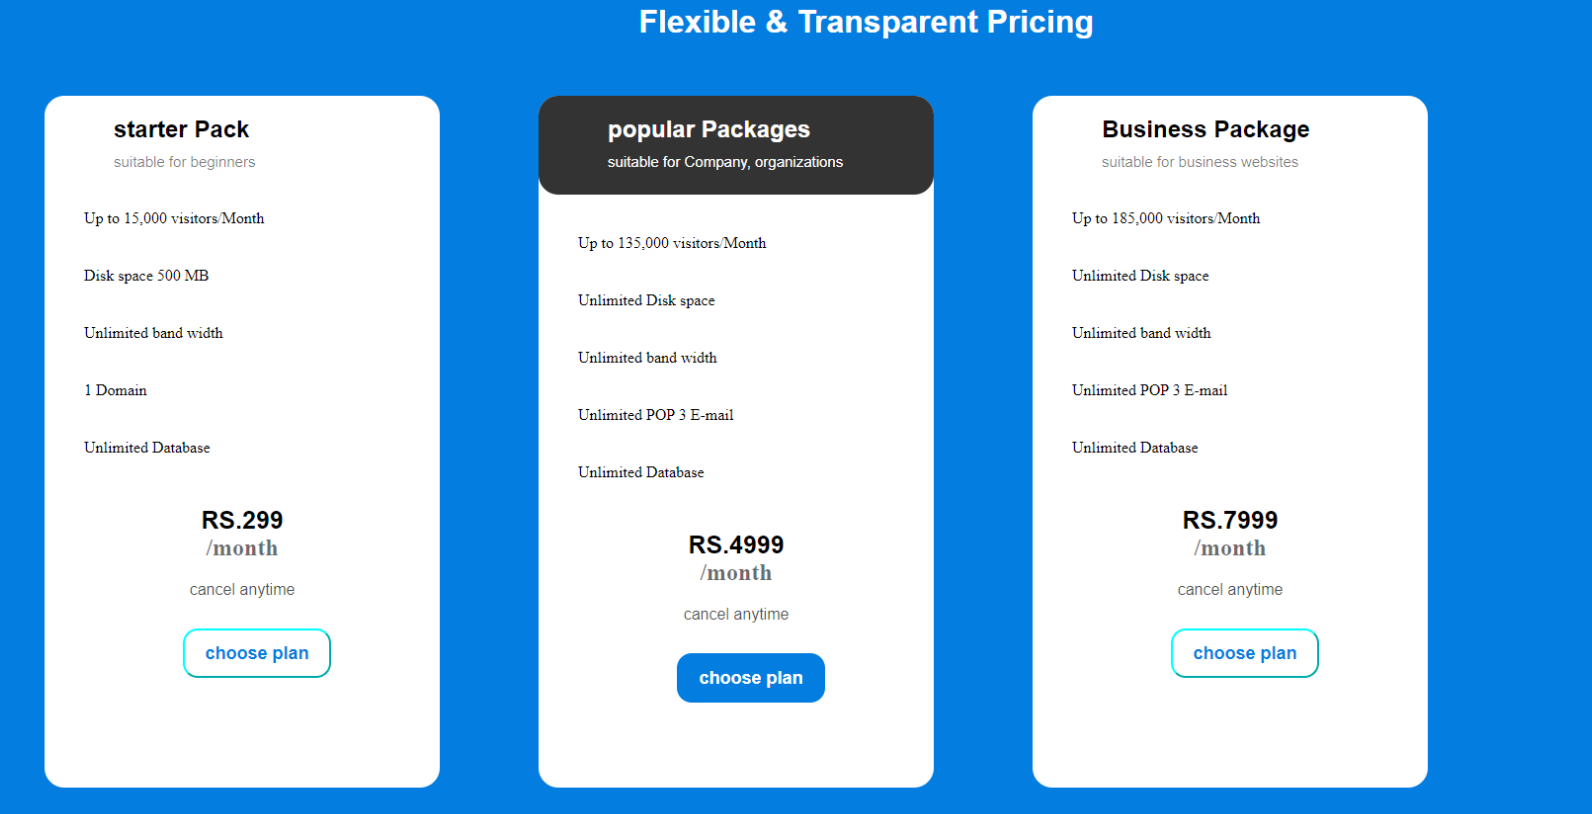 Flexible & Transparent Pricing
starter Pack
suitable for beginners
Up to 15,000 visitors/Month
Disk space 500 MB
Unlimited band width
1 Domain
Unlimited Database
RS.299
/month
cancel anytime
choose plan
popular Packages
suitable for Company, organizations
Up to 135,000 visitors/Month
Unlimited Disk space
Unlimited band width
Unlimited POP 3 E-mail
Unlimited Database
RS.4999
/month
cancel anytime
choose plan
Business Package
suitable for business websites
Up to 185,000 visitors/Month
Unlimited Disk space
Unlimited band width
Unlimited POP 3 E-mail
Unlimited Database
RS.7999
/month
cancel anytime
choose plan